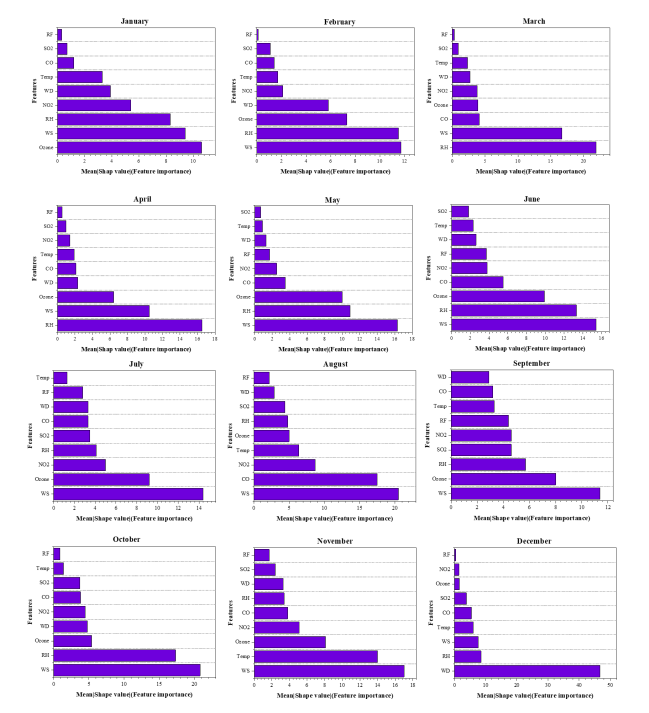 January
Features
RF
SO2
CO
Temp
WD
NO2
RH
WS
Ozone
0 2 4 6 8 10
Mean|Shap value|(Feature importance)
February
Features
RF
SO2
CO
Temp
NO2
WD
Ozone
RH
WS
0 2 4 6 8 10 12
Mean|Shap value|(Feature importance)
March
Features
RF
SO2
Temp
WD
NO2
Ozone
CO
WS
RH
0 5 10 15 20
Mean|Shap value|(Feature importance)
April
Features
RF
SO2
NO2
Temp
CO
WD
Ozone
WS
RH
0 2 4 6 8 10 12 14 16 18
Mean|Shap value|(Feature importance)
May
Features
SO2
Temp
WD
RF
NO2
CO
Ozone
RH
WS
0 2 4 6 8 10 12 14 16 18
Mean|Shap value|(Feature importance)
June
Features
SO2
Temp
WD
RF
NO2
CO
Ozone
RH
WS
0 2 4 6 8 10 12 14 16
Mean|Shap value|(Feature importance)
July
Features
Temp
RF
WD
CO
SO2
RH
NO2
Ozone
WS
0 2 4 6 8 10 12 14
Mean|Shape value|(Feature importance)
August
Features
RF
WD
SO2
RH
Ozone
Temp
NO2
CO
WS
0 5 10 15 20
Mean|Shape value|(Feature importance)
September
Features
WD
CO
Temp
RF
NO2
SO2
RH
Ozone
WS
0 2 4 6 8 10 12
Mean|Shape value|(Feature importance)
October
Features
RF
Temp
SO2
CO
NO2
WD
Ozone
RH
WS
0 5 10 15 20
Mean|Shape value|(Feature importance)
November
Features
RF
SO2
WD
RH
CO
NO2
Ozone
Temp
WS
0 2 4 6 8 10 12 14 16 18
Mean|Shape value|(Feature importance)
December
Features
RF
NO2
Ozone
SO2
CO
Temp
WS
RH
WD
0 10 20 30 40 50
Mean|Shape value|(Feature importance)